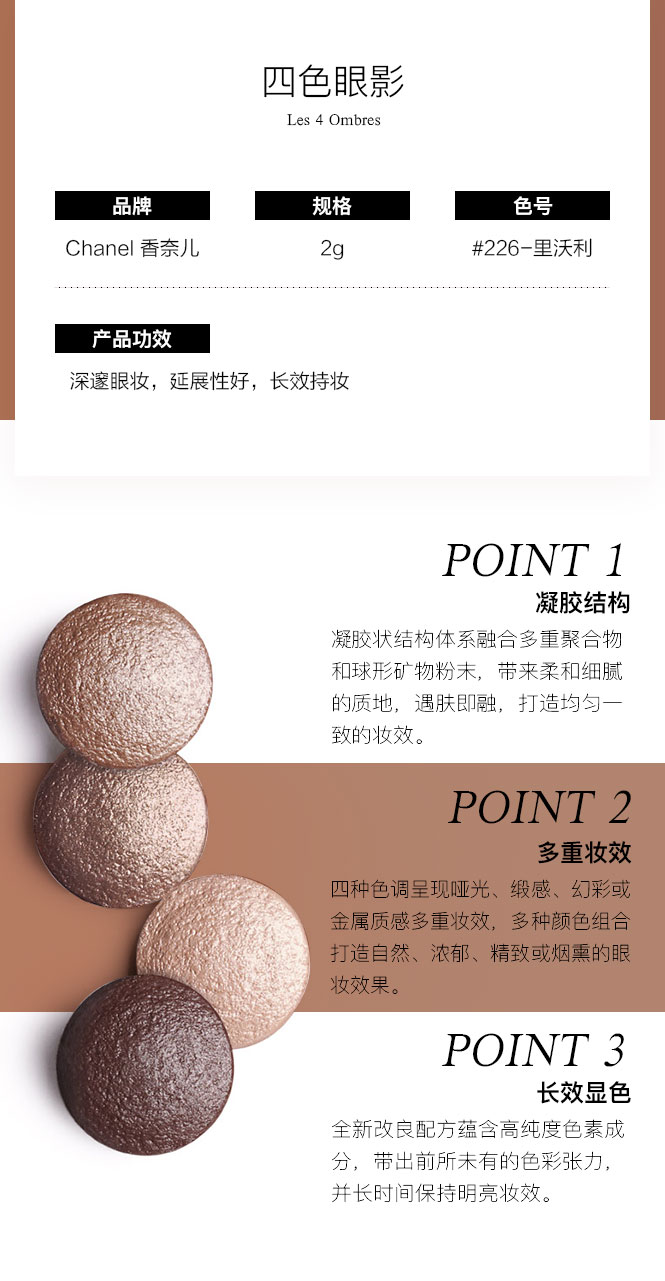 四色眼影
Les 4 Ombres
品牌
规格
色号
Chanel 香奈儿
2g
#226-里沃利
产品功效
深邃眼妆，延展性好，长效持妆
POINT 1
凝胶结构
凝胶状结构体系融合多重聚合物
和球形矿物粉末，带来柔和细腻
的质地，遇肤即融，打造均匀一
致的妆效。
POINT 2
多重妆效
四种色调呈现哑光、缎感、幻彩或
金属质感多重妆效，多种颜色组合
打造自然、浓郁、精致或烟熏的眼
妆效果。
POINT 3
长效显色
全新改良配方蕴含高纯度色素成
分，带出前所未有的色彩张力，
并长时间保持明亮妆效。